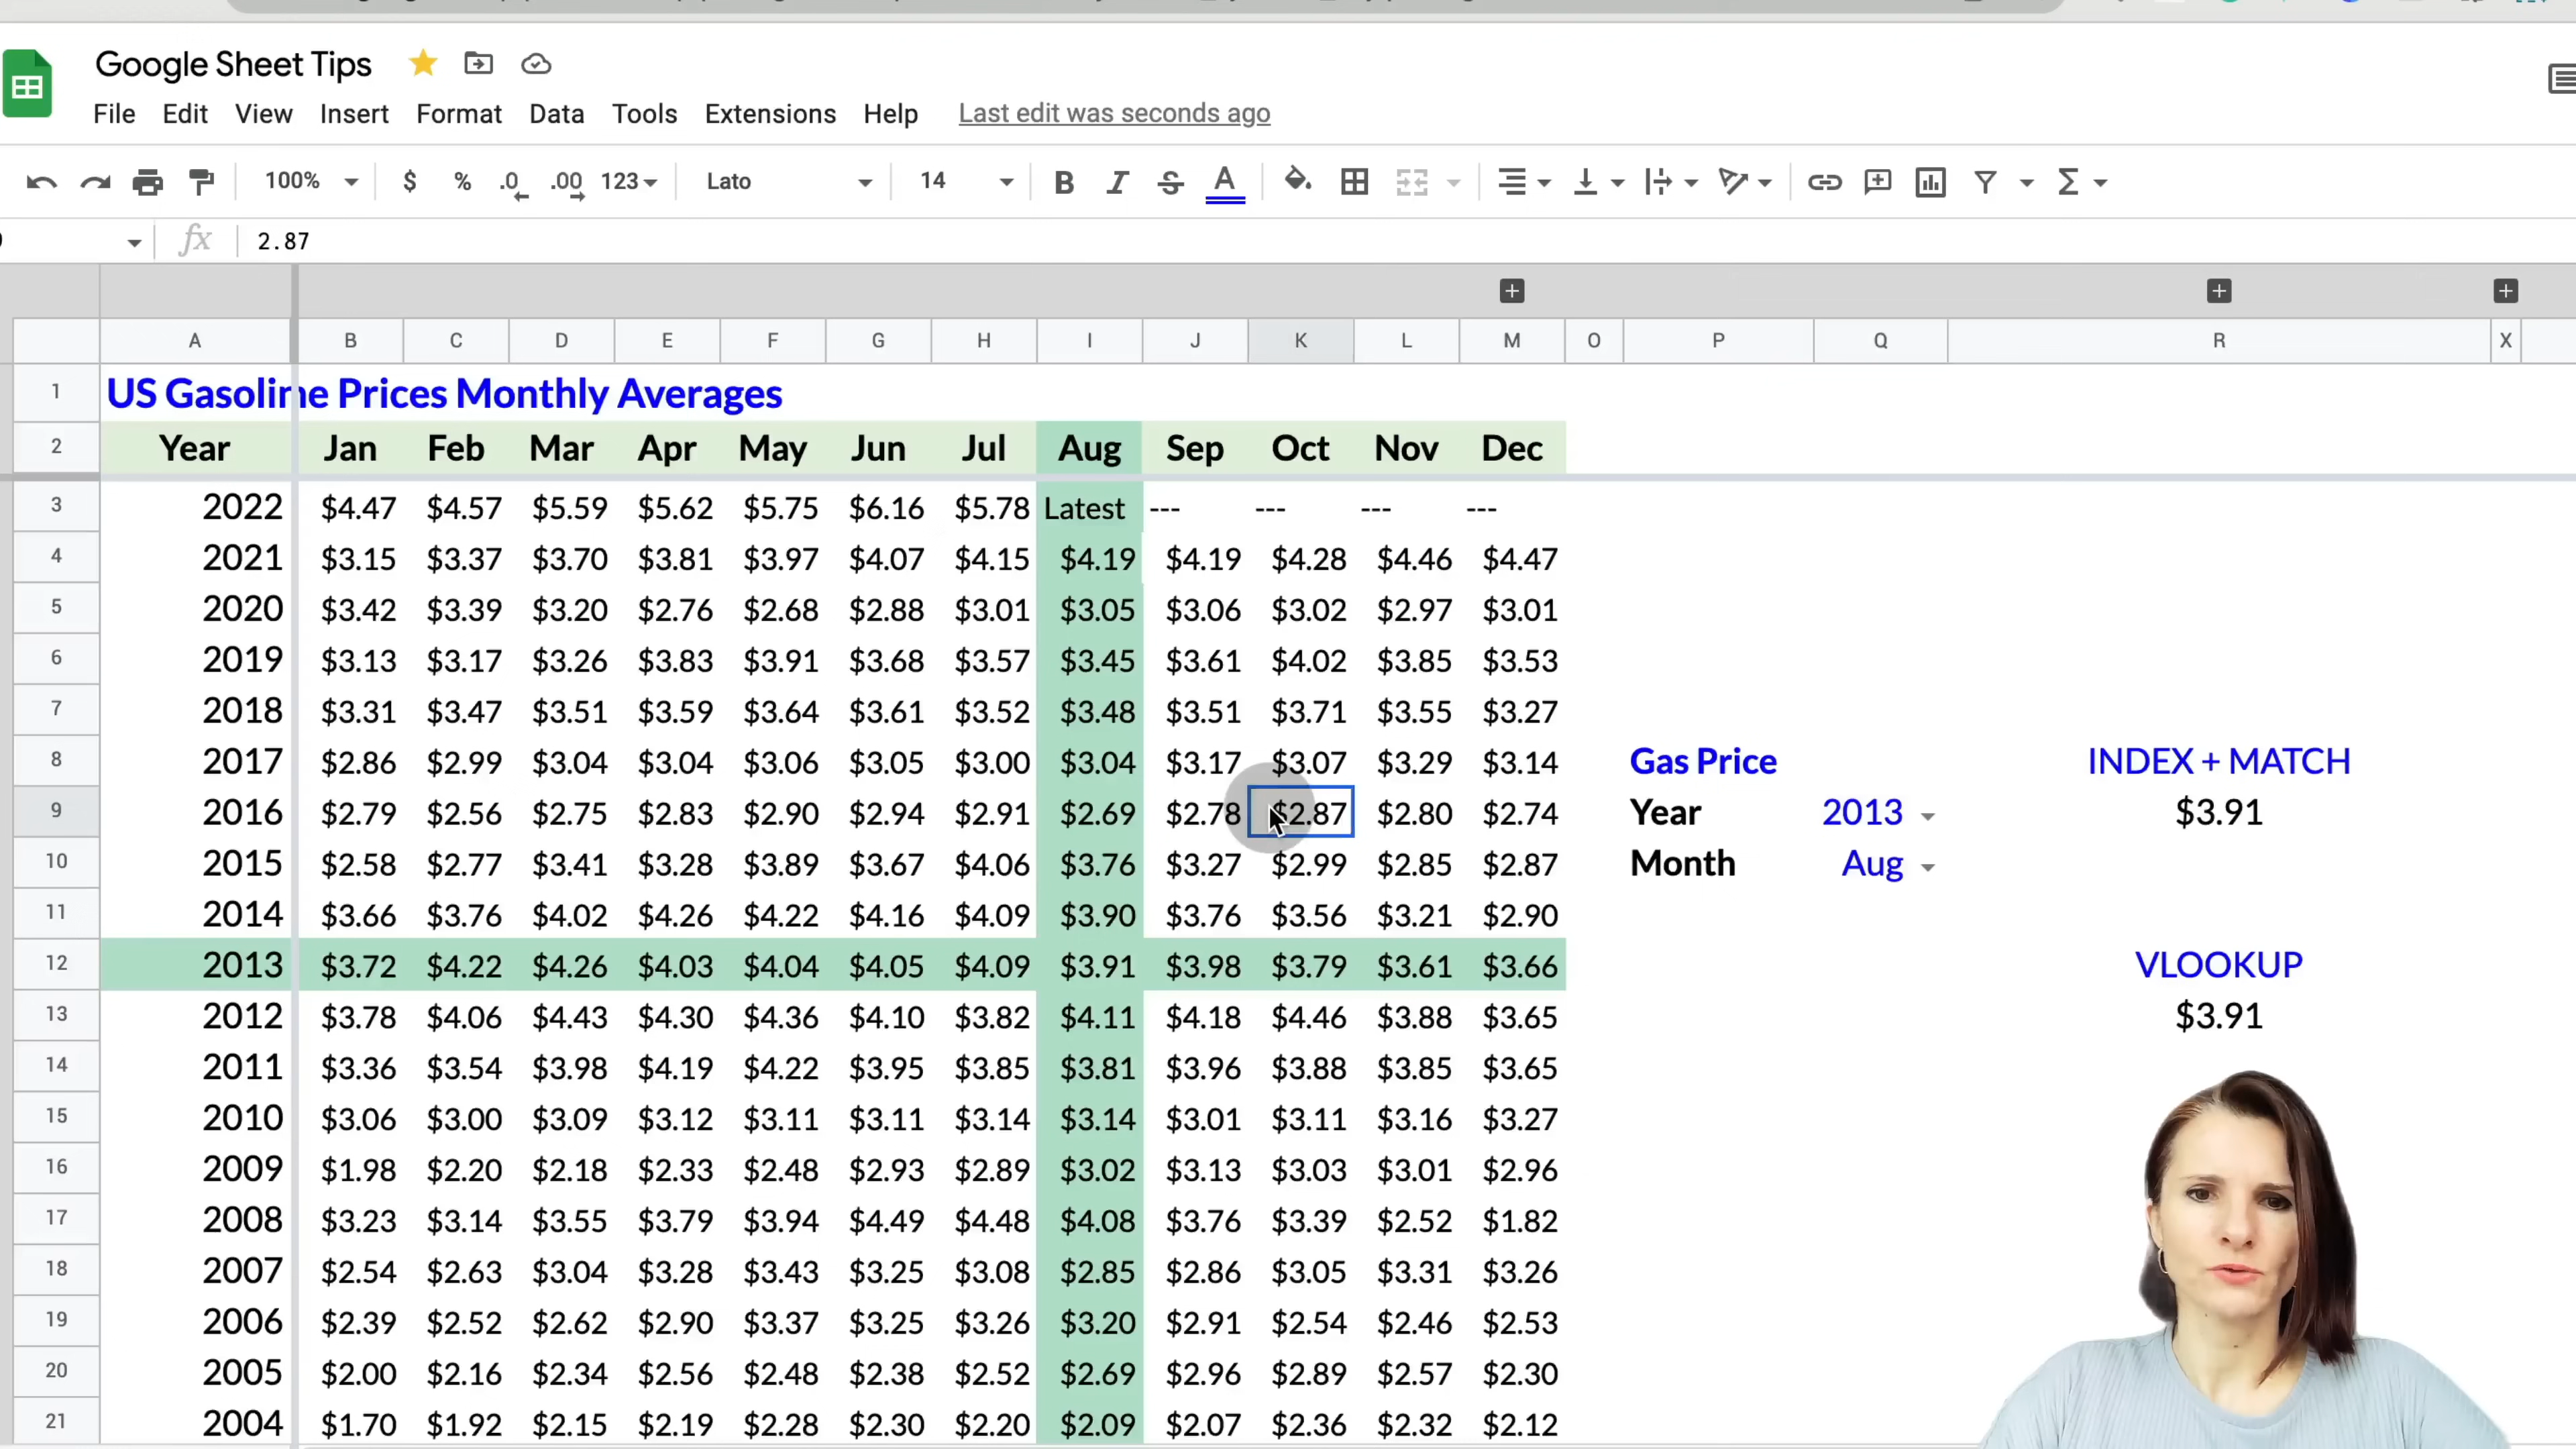 Google Sheet Tips
File Edit View Insert Format Data Tools Extensions Help Last edit was seconds ago
100% $ % .0 .00 123 Lato 14 B I S A
fx 2.87
A B C D E F G H I J K L M O P Q R X
1 US Gasoline Prices Monthly Averages
2 Year Jan Feb Mar Apr May Jun Jul Aug Sep Oct Nov Dec
3 2022 $4.47 $4.57 $5.59 $5.62 $5.75 $6.16 $5.78 Latest --- --- --- ---
4 2021 $3.15 $3.37 $3.70 $3.81 $3.97 $4.07 $4.15 $4.19 $4.19 $4.28 $4.46 $4.47
5 2020 $3.42 $3.39 $3.20 $2.76 $2.68 $2.88 $3.01 $3.05 $3.06 $3.02 $2.97 $3.01
6 2019 $3.13 $3.17 $3.26 $3.83 $3.91 $3.68 $3.57 $3.45 $3.61 $4.02 $3.85 $3.53
7 2018 $3.31 $3.47 $3.51 $3.59 $3.64 $3.61 $3.52 $3.48 $3.51 $3.71 $3.55 $3.27
8 2017 $2.86 $2.99 $3.04 $3.04 $3.06 $3.05 $3.00 $3.04 $3.17 $3.07 $3.29 $3.14 Gas Price INDEX + MATCH
9 2016 $2.79 $2.56 $2.75 $2.83 $2.90 $2.94 $2.91 $2.69 $2.78 $2.87 $2.80 $2.74 Year 2013 $3.91
10 2015 $2.58 $2.77 $3.41 $3.28 $3.89 $3.67 $4.06 $3.76 $3.27 $2.99 $2.85 $2.87 Month Aug
11 2014 $3.66 $3.76 $4.02 $4.26 $4.22 $4.16 $4.09 $3.90 $3.76 $3.56 $3.21 $2.90
12 2013 $3.72 $4.22 $4.26 $4.03 $4.04 $4.05 $4.09 $3.91 $3.98 $3.79 $3.61 $3.66 VLOOKUP
13 2012 $3.78 $4.06 $4.43 $4.30 $4.36 $4.10 $3.82 $4.11 $4.18 $4.46 $3.88 $3.65 $3.91
14 2011 $3.36 $3.54 $3.98 $4.19 $4.22 $3.95 $3.85 $3.81 $3.96 $3.88 $3.85 $3.65
15 2010 $3.06 $3.00 $3.09 $3.12 $3.11 $3.11 $3.14 $3.14 $3.01 $3.11 $3.16 $3.27
16 2009 $1.98 $2.20 $2.18 $2.33 $2.48 $2.93 $2.89 $3.02 $3.13 $3.03 $3.01 $2.96
17 2008 $3.23 $3.14 $3.55 $3.79 $3.94 $4.49 $4.48 $4.08 $3.76 $3.39 $2.52 $1.82
18 2007 $2.54 $2.63 $3.04 $3.28 $3.43 $3.25 $3.08 $2.85 $2.86 $3.05 $3.31 $3.26
19 2006 $2.39 $2.52 $2.62 $2.90 $3.37 $3.25 $3.26 $3.20 $2.91 $2.54 $2.46 $2.53
20 2005 $2.00 $2.16 $2.34 $2.56 $2.48 $2.38 $2.52 $2.69 $2.96 $2.89 $2.57 $2.30
21 2004 $1.70 $1.92 $2.15 $2.19 $2.28 $2.30 $2.20 $2.09 $2.07 $2.36 $2.32 $2.12